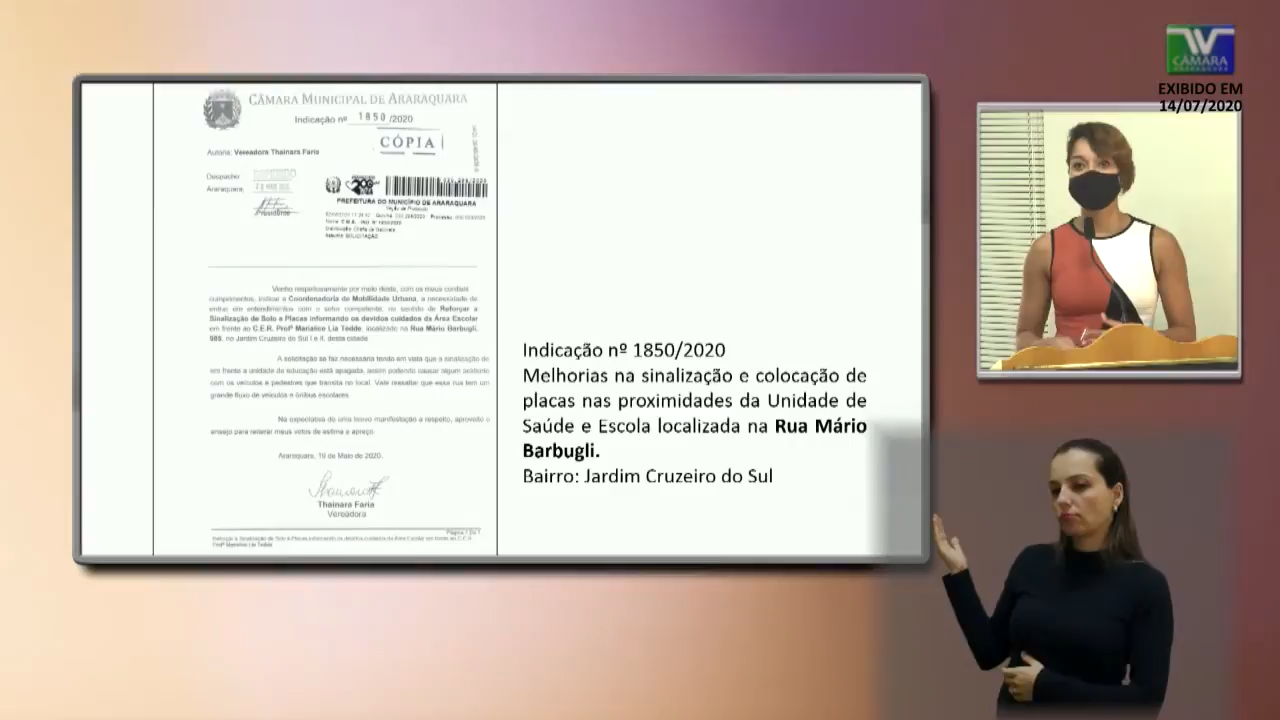 CÂMARA MUNICIPAL DE ARARAQUARA
Indicação nº 1850 /2020
CÓPIA
Autoria: Vereadora Thainara Faria
Despacho:
Araraquara,
Presidente
PREFEITURA DO MUNICÍPIO DE ARARAQUARA
Venho respeitosamente por meio deste, com os meus cordiais
cumprimentos, indicar a Coordenadoria de Mobilidade Urbana, a necessidade de
entrar em entendimentos com o setor competente, no sentido de Reforçar a
Sinalização de Solo e Placas informando os devidos cuidados da Área Escolar
em frente ao C.E.R. Profª Marialice Lia Tedde, localizado na Rua Mário Barbugli,
no Jardim Cruzeiro do Sul I e II, desta cidade
A solicitação se faz necessária tendo em vista que a sinalização de
em frente a unidade de educação está apagada, assim podendo causar algum acidente
com os veículos e pedestres que transita no local. Vale ressaltar que essa rua tem um
grande fluxo de veículos e ônibus escolares.
Na expectativa de uma breve manifestação a respeito, aproveito o
ensejo para reiterar meus votos de estima e apreço.
Araraquara, 19 de Maio de 2020.
Thainara Faria
Vereadora
Indicação nº 1850/2020
Melhorias na sinalização e colocação de
placas nas proximidades da Unidade de
Saúde e Escola localizada na Rua Mário
Barbugli.
Bairro: Jardim Cruzeiro do Sul
TV
CÂMARA
ARARAQUARA
EXIBIDO EM
14/07/2020